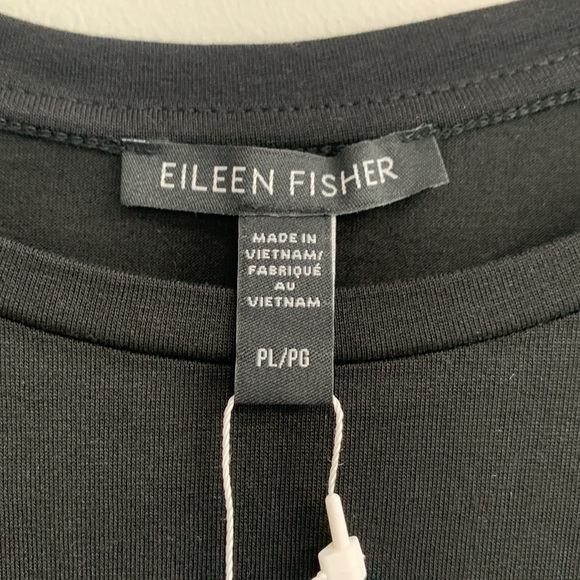 EILEEN FISHER
MADE IN
VIETNAM/
FABRIQUÉ
AU
VIETNAM
PL/PG